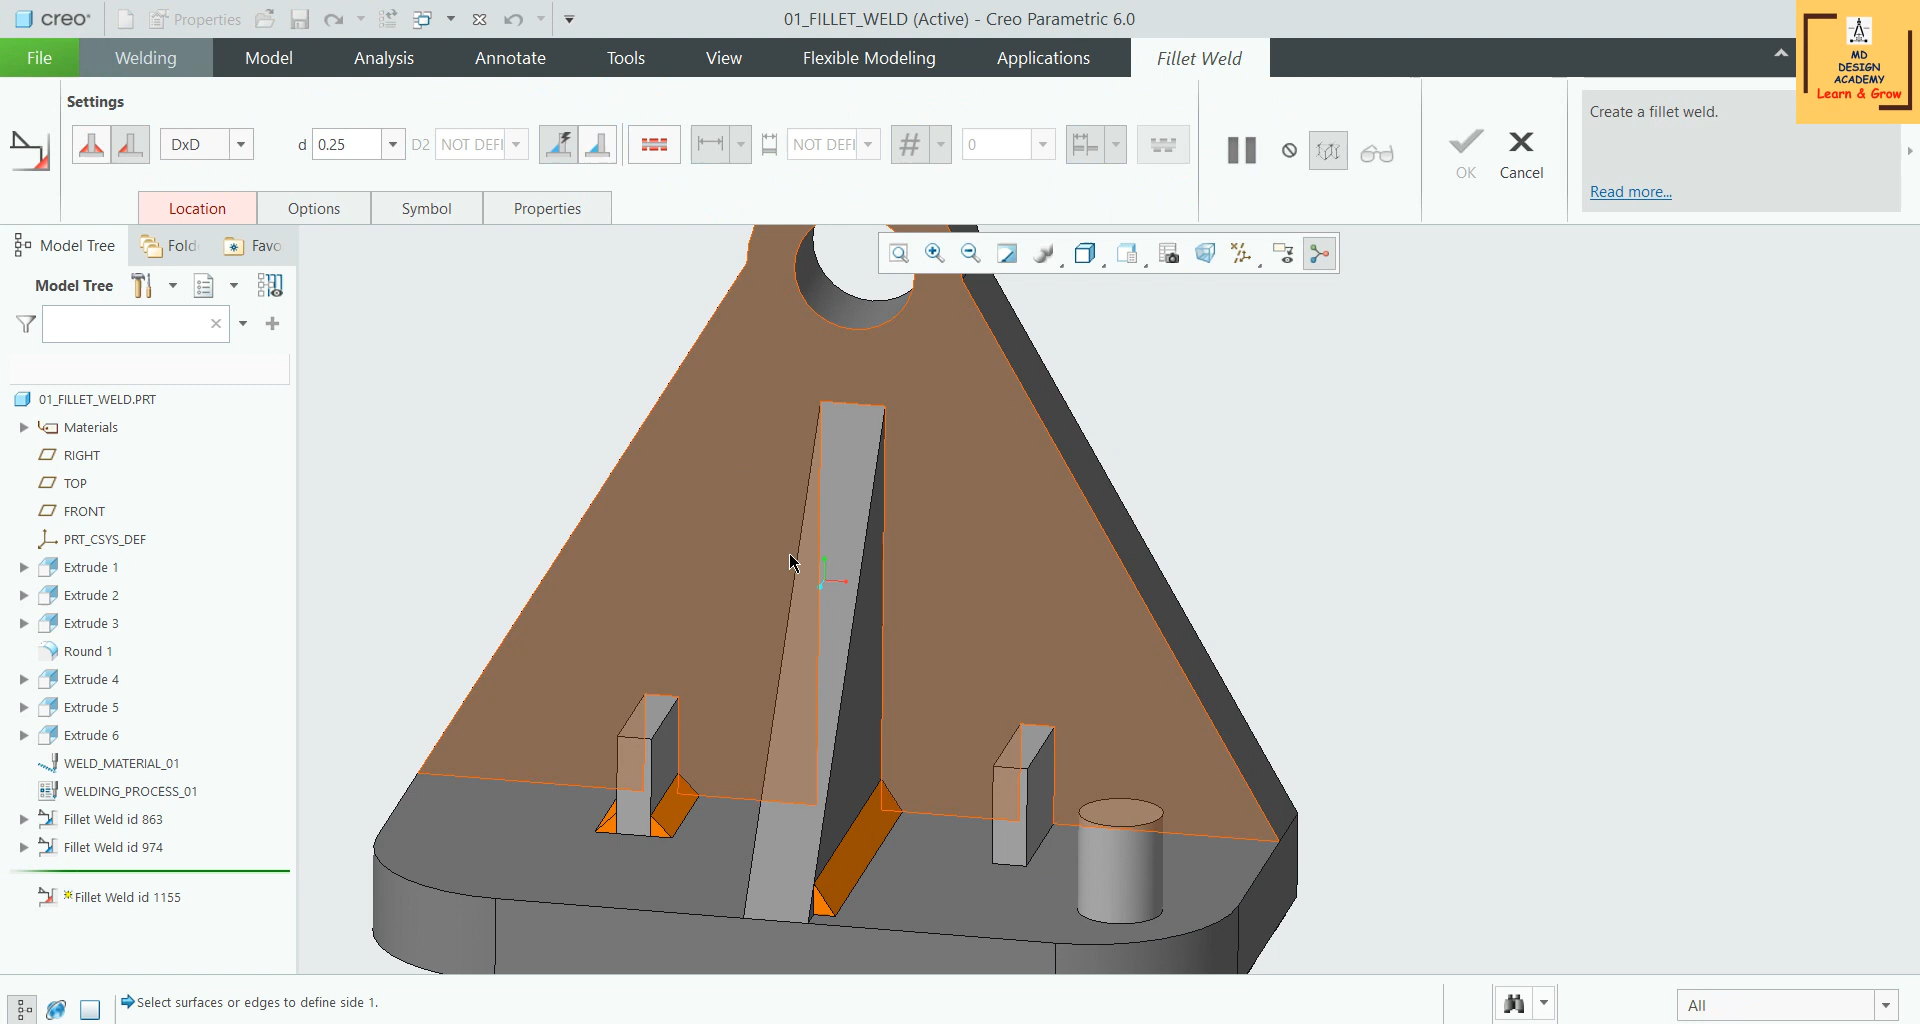 creo
Properties
01_FILLET_WELD (Active) - Creo Parametric 6.0
File
Welding
Model
Analysis
Annotate
Tools
View
Flexible Modeling
Applications
Fillet Weld
MD
DESIGN
ACADEMY
Learn & Grow
Settings
DxD
d
0.25
D2
NOT DEFI
NOT DEFI
0
OK
Cancel
Create a fillet weld.
Read more...
Location
Options
Symbol
Properties
Model Tree
Fold
Favo
Model Tree
01_FILLET_WELD.PRT
Materials
RIGHT
TOP
FRONT
PRT_CSYS_DEF
Extrude 1
Extrude 2
Extrude 3
Round 1
Extrude 4
Extrude 5
Extrude 6
WELD_MATERIAL_01
WELDING_PROCESS_01
Fillet Weld id 863
Fillet Weld id 974
Fillet Weld id 1155
Select surfaces or edges to define side 1.
All